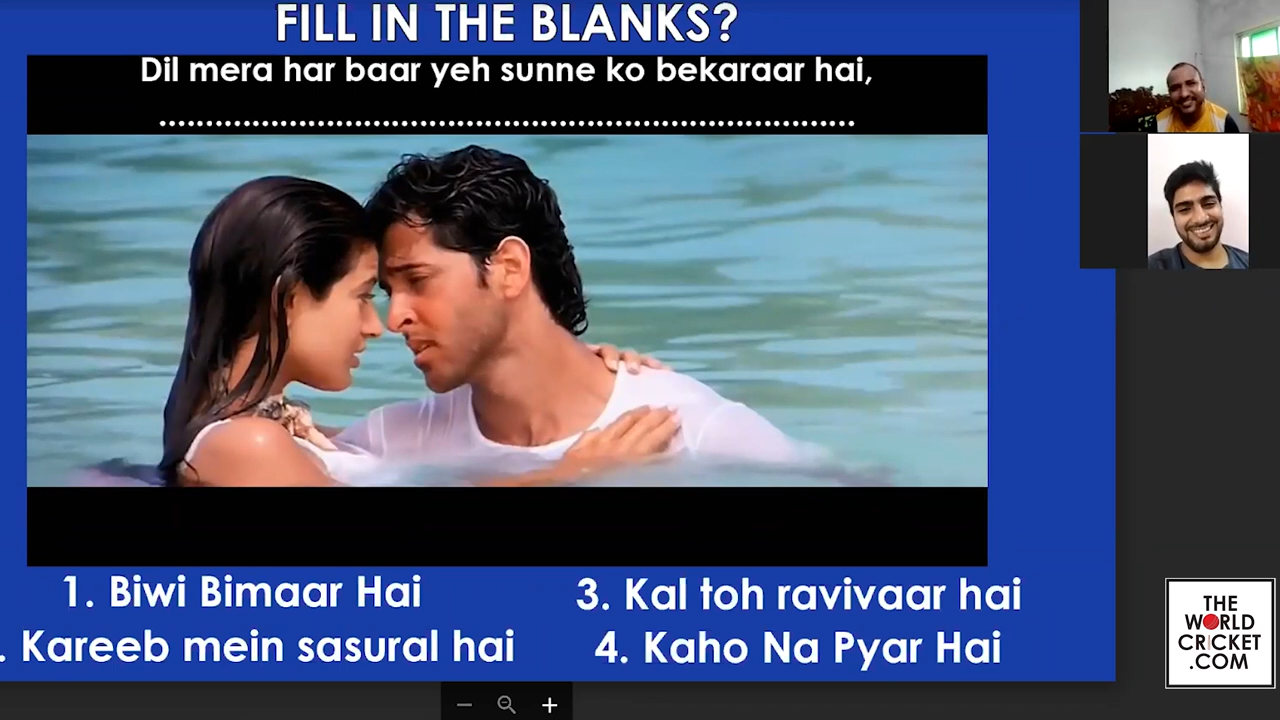 FILL IN THE BLANKS?
Dil mera har baar yeh sunne ko bekaraar hai,
...........................................................................
1. Biwi Bimaar Hai
3. Kal toh ravivaar hai
. Kareeb mein sasural hai
4. Kaho Na Pyar Hai
THE
WORLD
CRICKET
.COM